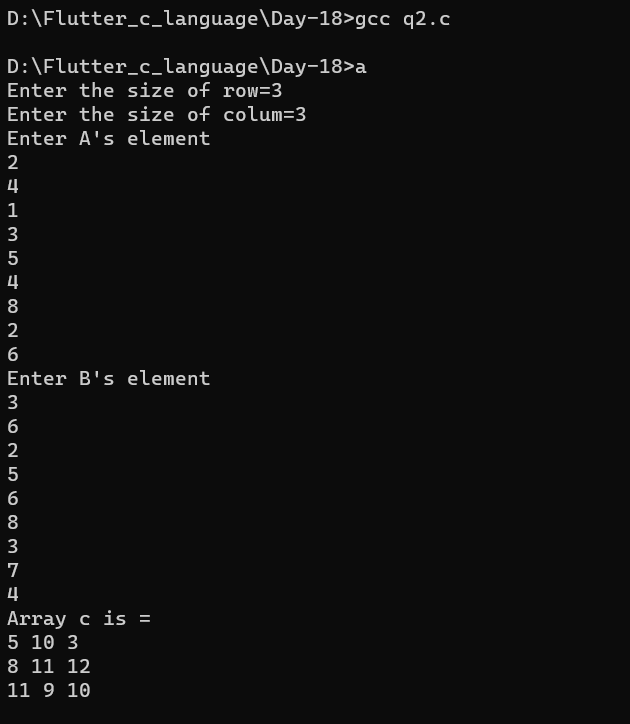 D:\Flutter_c_language\Day-18>gcc q2.c
D:\Flutter_c_language\Day-18>a
Enter the size of row=3
Enter the size of colum=3
Enter A's element
2
4
1
3
5
4
8
2
6
Enter B's element
3
6
2
5
6
8
3
7
4
Array c is =
5 10 3
8 11 12
11 9 10